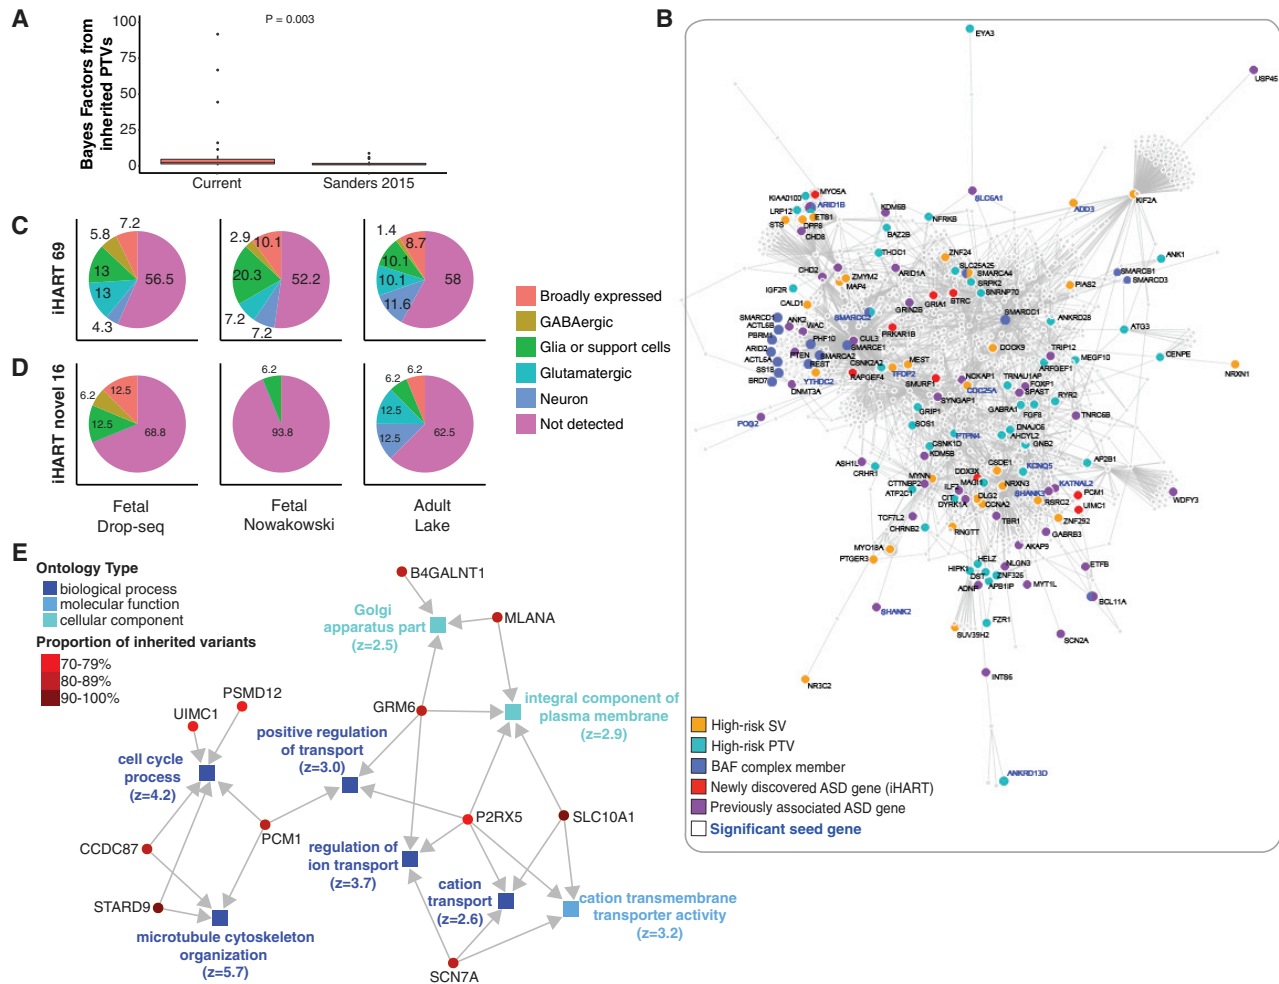 A
P = 0.003
Bayes Factors from
inherited PTVs
100
75
50
25
0
Current
Sanders 2015
B
EYA3
USP45
KIAA0100
MYO5A
LRP12
ARID1B
STS
ETS1
DPP6
CHD8
KDM6B
SLC6A1
NFRKB
BAZ2B
ADD3
KIF2A
THOC1
ZNF24
ANK1
CHD2
ZMYM2
MAP4
ARID1A
SLC25A25
SMARCA4
SRPK2
SNRNP70
SMARCB1
SMARCD3
PIAS2
IGF2R
CALD1
GRIN2B
GRIA1
BTRC
SMARCD1
ACTL6B
ANK2
WAC
SMARCC2
SMARCC1
ANKRD28
PBRM1
PRKAR1B
ATG3
ARID2
PHF10
CUL3
SMARCE1
DOCK9
TRIP12
PTEN
SMARCA2
CENPE
ACTL6A
REST
CSNK2A2
MEST
MEGF10
ARFGEF1
SS18
TFDP2
NRXN1
BRD7
YTHDC2
RAPGEF4
SMURF1
NCKAP1
TRNAU1AP
FOXP1
DNMT3A
CDC25A
SPAST
SYNGAP1
RYR2
GRIP1
GABRA1
FGF8
TNRC6B
POGZ
SOS1
PTPN4
DNAJC6
AHCYL2
GNB2
CSNK1D
KDM5B
ASH1L
CRHR1
CSDE1
KCNQ5
AP2B1
MYNN
DDX3X
CTTNBP2
MAGI1
NRXN3
KATNAL2
ATP2C1
ILF2
SHANK3
PCM1
WDFY3
CIT
DLG2
RSRC2
DYRK1A
CCNA2
UIMC1
TCF7L2
TBR1
ZNF292
CHRNB2
RNGTT
GABRB3
MYO18A
AKAP9
PTGER3
HELZ
NLGN3
ETFB
HIPK1
DST
ZNF326
ADNP
APB1IP
MYT1L
BCL11A
SHANK2
FZR1
SUV39H2
SCN2A
INTS6
NR3C2
ANKRD13D
High-risk SV
High-risk PTV
BAF complex member
Newly discovered ASD gene (iHART)
Previously associated ASD gene
Significant seed gene
C
iHART 69
7.2
5.8
13
13
4.3
56.5
2.9
10.1
20.3
7.2
7.2
52.2
1.4
8.7
10.1
10.1
11.6
58
Broadly expressed
GABAergic
Glia or support cells
Glutamatergic
Neuron
Not detected
D
iHART novel 16
12.5
6.2
12.5
68.8
6.2
93.8
6.2
6.2
12.5
12.5
62.5
Fetal
Drop-seq
Fetal
Nowakowski
Adult
Lake
E
Ontology Type
biological process
molecular function
cellular component
Proportion of inherited variants
70-79%
80-89%
90-100%
B4GALNT1
Golgi
apparatus part
(z=2.5)
MLANA
PSMD12
UIMC1
GRM6
integral component of
plasma membrane
(z=2.9)
positive regulation
of transport
(z=3.0)
cell cycle
process
(z=4.2)
P2RX5
SLC10A1
PCM1
CCDC87
regulation of
ion transport
(z=3.7)
cation
transport
(z=2.6)
cation transmembrane
transporter activity
(z=3.2)
STARD9
microtubule cytoskeleton
organization
(z=5.7)
SCN7A